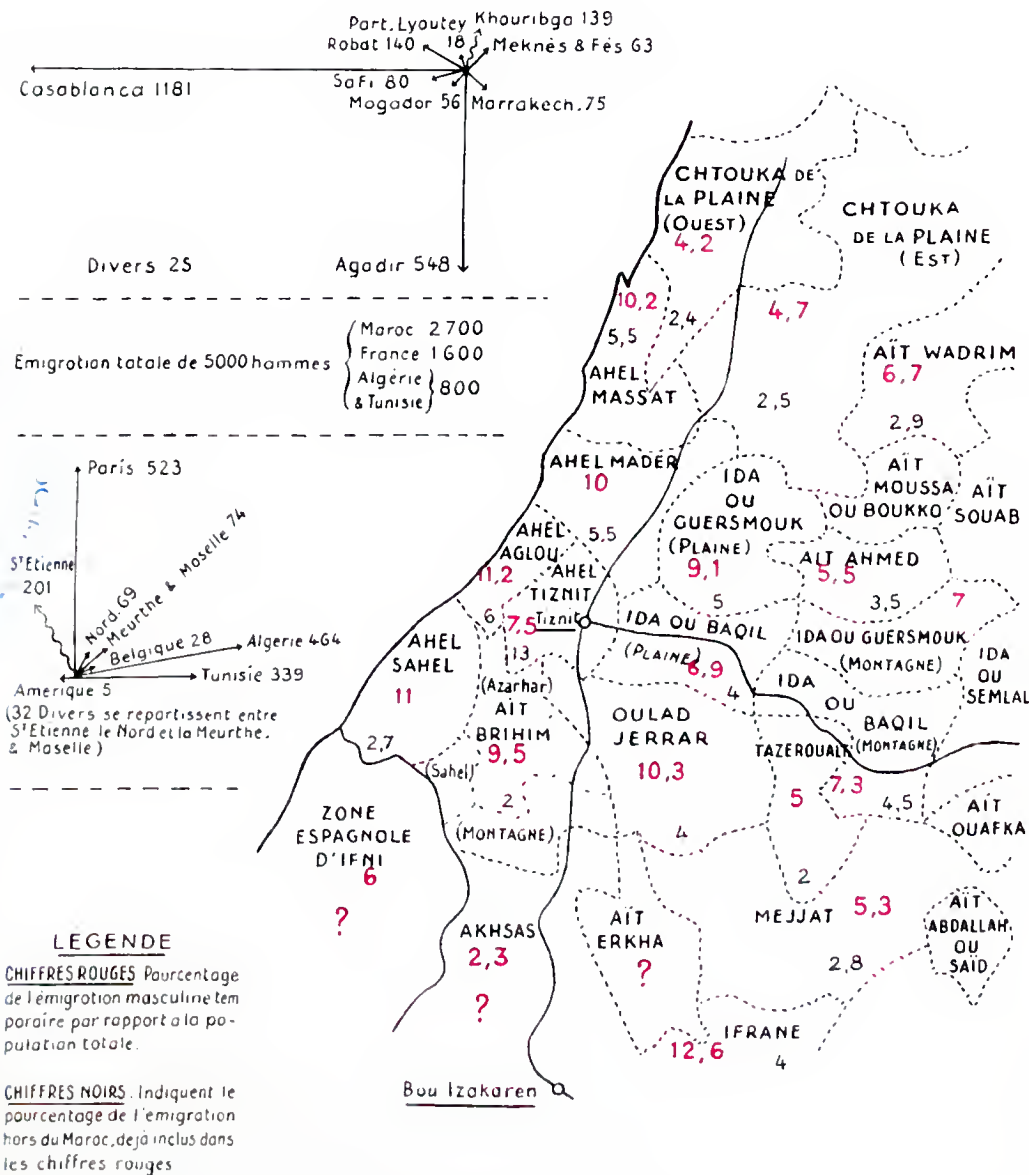 Part. Lyautey Khouribga 139
Rabat 140 18 Meknès & Fès 63
Casablanca 1181
Safi 80
Mogador 56 Marrakech. 75
Divers 25
Agadir 548
Emigration totale de 5000 hommes
Maroc 2700
France 1600
Algérie
& Tunisie
800
Paris 523
St Etienne
201
Nord. 69
Meurthe & Moselle 74
Belgique 28
Algérie 464
Amérique 5
Tunisie 339
(32 Divers se repartissent entre
St Etienne le Nord et la Meurthe.
& Moselle)
CHTOUKA DE
LA PLAINE
(OUEST)
4,2
CHTOUKA
DE LA PLAINE
(EST)
4,7
2,5
10,2
5,5
2,4
AHEL
MASSAT
AÏT WADRIM
6,7
2,9
AHEL MADER
10
5,5
IDA
OU
GUERSMOUK
(PLAINE)
9,1
5
AÏT
MOUSSA
OU BOUKKO
AÏT
SOUAB
7
AHEL
AGLOU
11,2
6
AHEL
TIZNIT
7,5
Tiznit
13
AÏT AHMED
5,5
3,5
IDA OU BAQIL
(PLAINE)
6,9
4
IDA OU GUERSMOUK
(MONTAGNE)
IDA
OU
SEMLAL
AHEL
SAHEL
11
2,7
(Azarhar)
AÏT
BRIHIM
9,5
(Sahel)
2
(MONTAGNE)
OULAD
JERRAR
10,3
4
IDA
OU
BAQIL
(MONTAGNE)
7,3
4,5
TAZEROUALT
5
2
AÏT
OUAFKA
ZONE
ESPAGNOLE
D'IFNI
6
?
AKHSAS
2,3
?
AÏT
ERKHA
?
MEJJAT
5,3
2,8
AÏT
ABDALLAH
OU
SAÏD
IFRANE
12,6
4
Bou Izakaren
LEGENDE
CHIFFRES ROUGES Pourcentage
de l'émigration masculine tem
poraire par rapport a la po-
pulation totale.
CHIFFRES NOIRS. Indiquent le
pourcentage de l'emigration
hors du Maroc, dejà inclus dans
les chiffres rouges